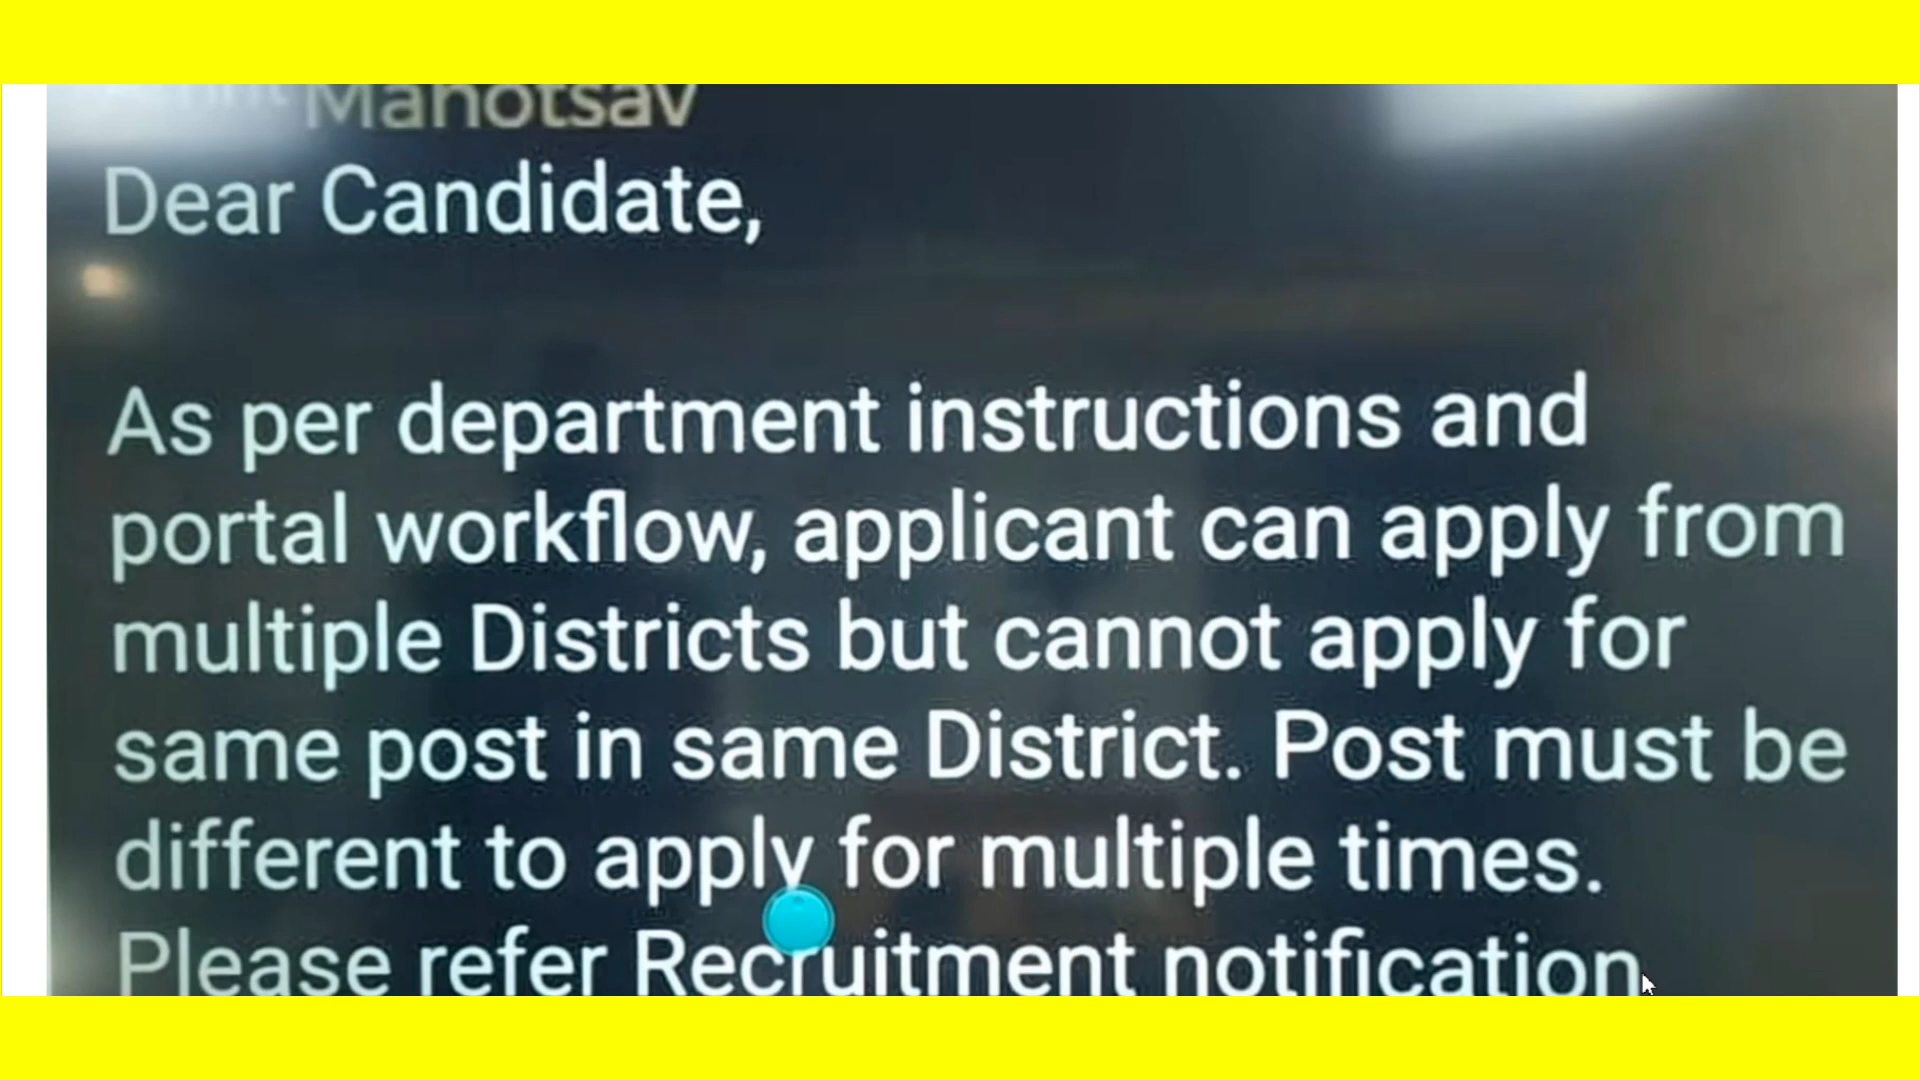 Mahotsav
Dear Candidate,
As per department instructions and
portal workflow, applicant can apply from
multiple Districts but cannot apply for
same post in same District. Post must be
different to apply for multiple times.
Please refer Recruitment notification